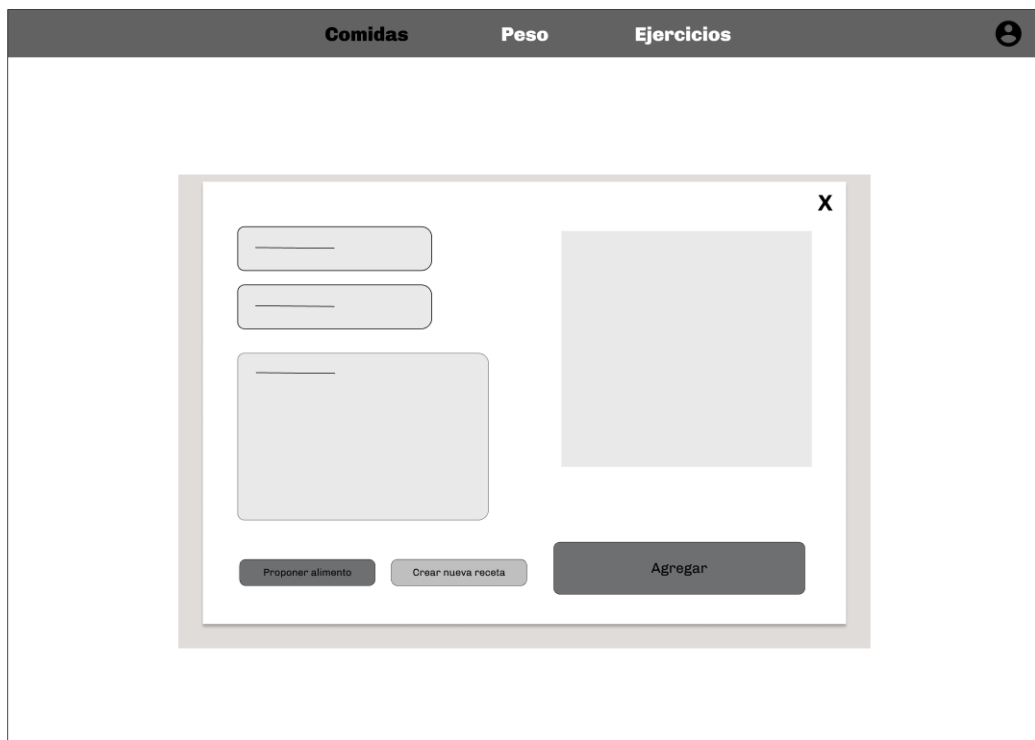 Comidas Peso Ejercicios
X
Proponer alimento Crear nueva receta Agregar